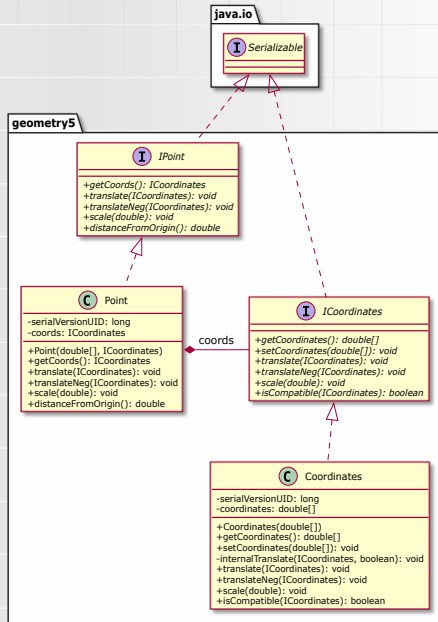 java.io
I Serializable
geometry5
I IPoint
+getCoords(): ICoordinates
+translate(ICoordinates): void
+translateNeg(ICoordinates): void
+scale(double): void
+distanceFromOrigin(): double
C Point
-serialVersionUID: long
-coords: ICoordinates
+Point(double[], ICoordinates)
+getCoords(): ICoordinates
+translate(ICoordinates): void
+translateNeg(ICoordinates): void
+scale(double): void
+distanceFromOrigin(): double
coords
I ICoordinates
+getCoordinates(): double[]
+setCoordinates(double[]): void
+translate(ICoordinates): void
+translateNeg(ICoordinates): void
+scale(double): void
+isCompatible(ICoordinates): boolean
C Coordinates
-serialVersionUID: long
-coordinates: double[]
+Coordinates(double[])
+getCoordinates(): double[]
+setCoordinates(double[]): void
-internalTranslate(ICoordinates, boolean): void
+translate(ICoordinates): void
+translateNeg(ICoordinates): void
+scale(double): void
+isCompatible(ICoordinates): boolean